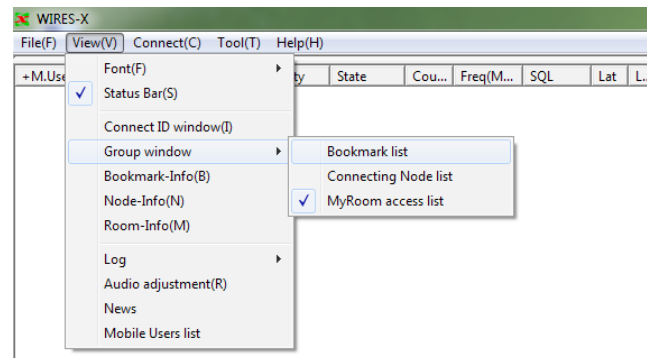 WIRES-X
File(F) View(V) Connect(C) Tool(T) Help(H)
+M.Use ty State Cou... Freq(M... SQL Lat L...
Font(F)
Status Bar(S)
Connect ID window(I)
Group window
Bookmark list
Bookmark-Info(B)
Connecting Node list
Node-Info(N)
MyRoom access list
Room-Info(M)
Log
Audio adjustment(R)
News
Mobile Users list